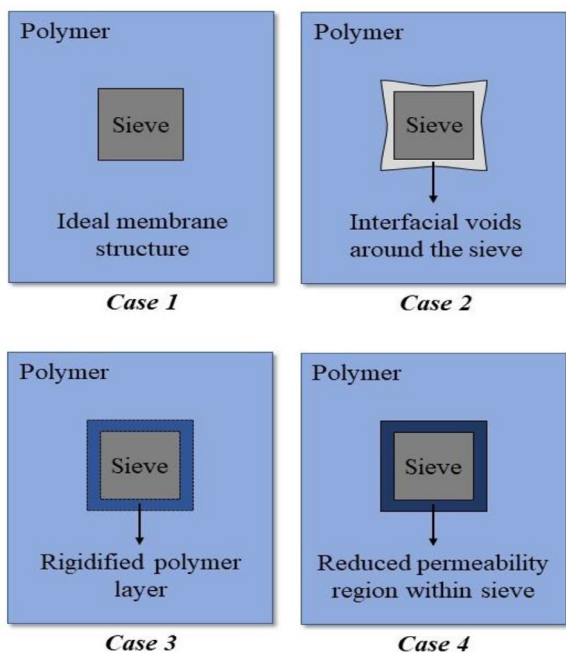 Polymer
Sieve
Ideal membrane
structure
Case 1
Polymer
Sieve
Interfacial voids
around the sieve
Case 2
Polymer
Sieve
Rigidified polymer
layer
Case 3
Polymer
Sieve
Reduced permeability
region within sieve
Case 4